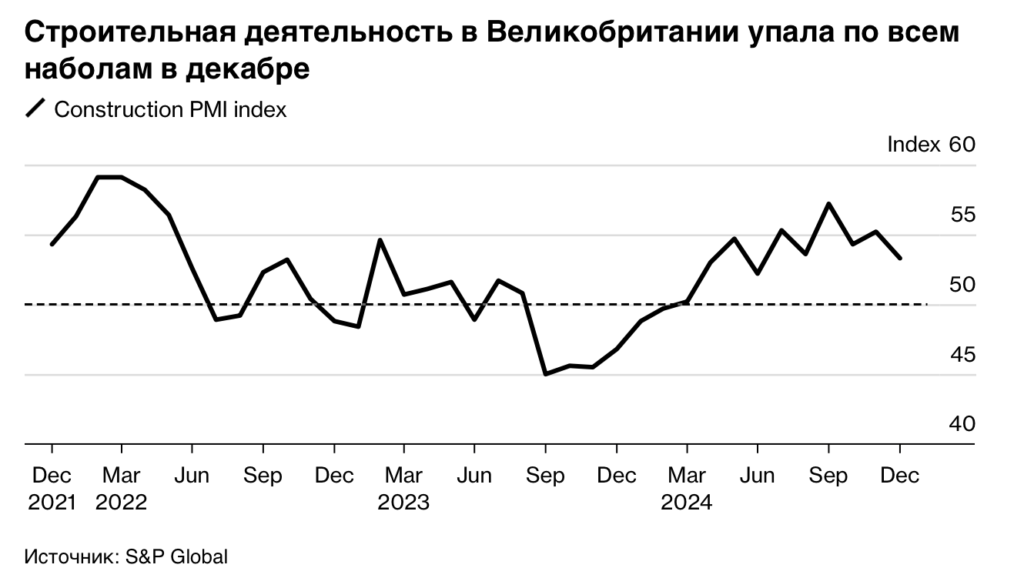 Строительная деятельность в Великобритании упала по всем
наболам в декабре
Construction PMI index
Index 60
55
50
45
40
Dec Mar Jun Sep Dec Mar Jun Sep Dec Mar Jun Sep Dec
2021 2022 2023 2024
Источник: S&P Global